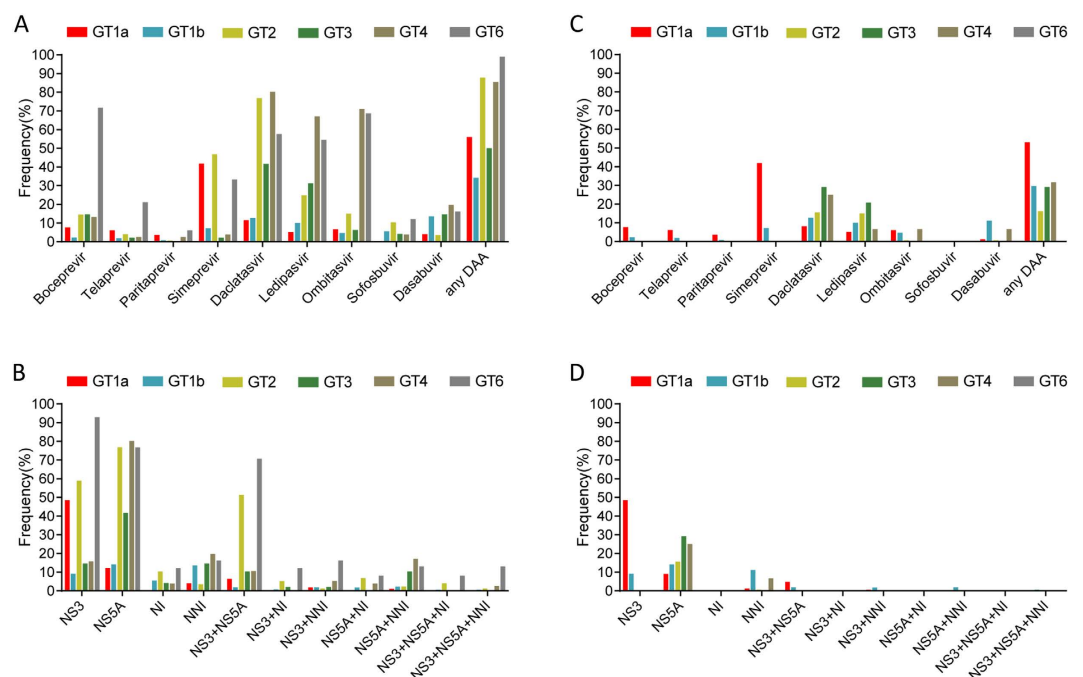 A
GT1a GT1b GT2 GT3 GT4 GT6
Frequency(%)
100
90
80
70
60
50
40
30
20
10
0
Boceprevir Telaprevir Paritaprevir Simeprevir Daclatasvir Ledipasvir Ombitasvir Sofosbuvir Dasabuvir any DAA
C
GT1a GT1b GT2 GT3 GT4 GT6
Frequency(%)
100
90
80
70
60
50
40
30
20
10
0
Boceprevir Telaprevir Paritaprevir Simeprevir Daclatasvir Ledipasvir Ombitasvir Sofosbuvir Dasabuvir any DAA
B
GT1a GT1b GT2 GT3 GT4 GT6
Frequency(%)
100
90
80
70
60
50
40
30
20
10
0
NS3 NS5A NI NNI NS3+NS5A NS3+NI NS3+NNI NS5A+NI NS5A+NNI NS3+NS5A+NI NS3+NS5A+NNI
D
GT1a GT1b GT2 GT3 GT4 GT6
Frequency(%)
100
90
80
70
60
50
40
30
20
10
0
NS3 NS5A NI NNI NS3+NS5A NS3+NI NS3+NNI NS5A+NI NS5A+NNI NS3+NS5A+NI NS3+NS5A+NNI